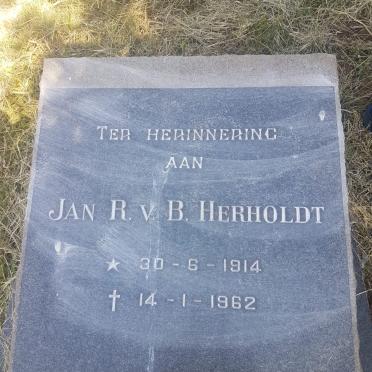 TER HERINNERING
AAN
JAN R. V. B. HERHOLDT
★ 30-6-1914
✝ 14-1-1962